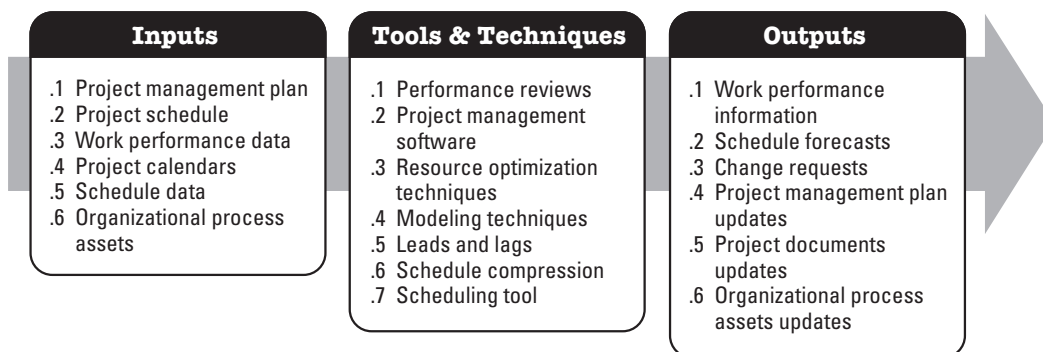 Inputs
.1 Project management plan
.2 Project schedule
.3 Work performance data
.4 Project calendars
.5 Schedule data
.6 Organizational process
assets
Tools & Techniques
.1 Performance reviews
.2 Project management
software
.3 Resource optimization
techniques
.4 Modeling techniques
.5 Leads and lags
.6 Schedule compression
.7 Scheduling tool
Outputs
.1 Work performance
information
.2 Schedule forecasts
.3 Change requests
.4 Project management plan
updates
.5 Project documents
updates
.6 Organizational process
assets updates